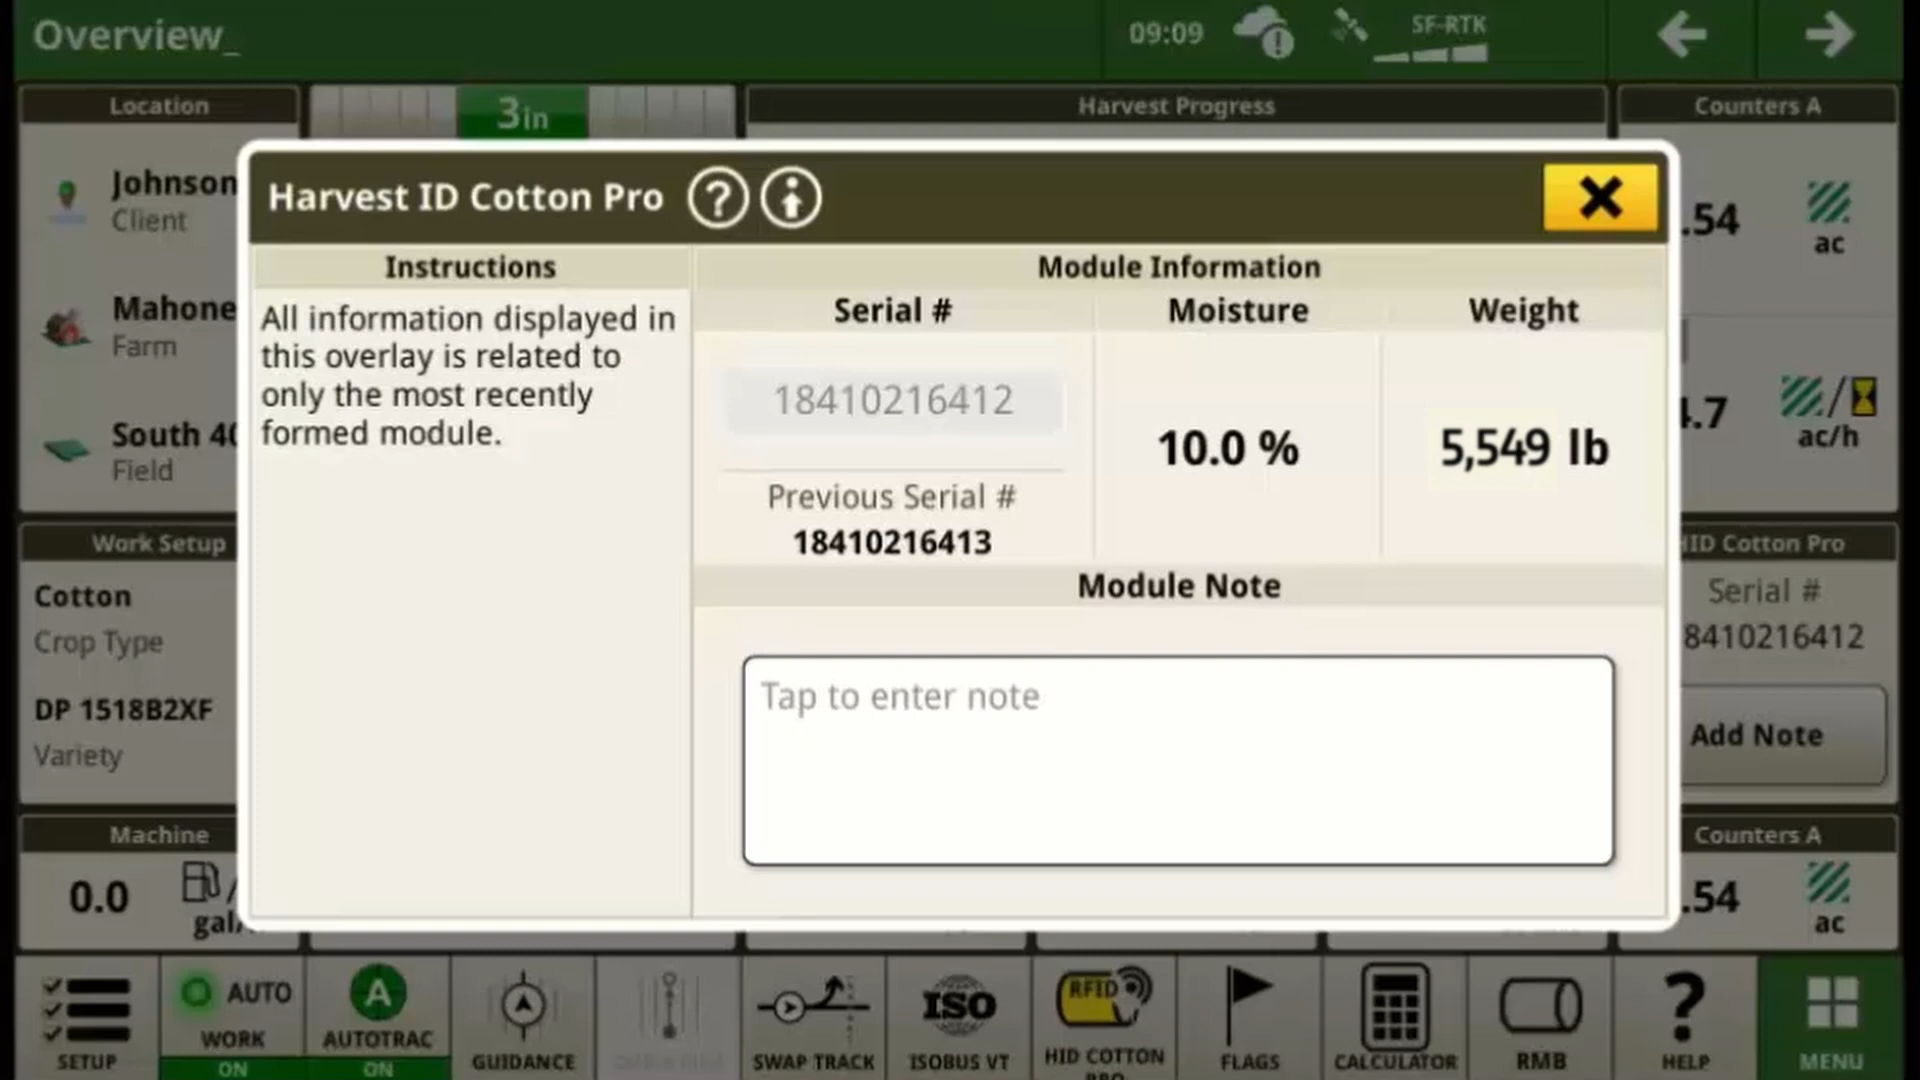 Overview_
09:09
SF-RTK
Location
3in
Harvest Progress
Counters A
Johnson
Client
Mahone
Farm
South 40
Field
.54
ac
.7
ac/h
Harvest ID Cotton Pro
Instructions
All information displayed in
this overlay is related to
only the most recently
formed module.
Module Information
Serial #
Moisture
Weight
18410216412
10.0 %
5,549 lb
Previous Serial #
18410216413
Module Note
Tap to enter note
Work Setup
Cotton
Crop Type
DP 1518B2XF
Variety
HID Cotton Pro
Serial #
8410216412
Add Note
Machine
0.0
gal/
Counters A
.54
ac
SETUP
AUTO
WORK
ON
A
AUTOTRAC
ON
GUIDANCE
SWAP TRACK
ISO
ISOBUS VT
RFID
HID COTTON
PRO
FLAGS
CALCULATOR
RMB
?
HELP
MENU